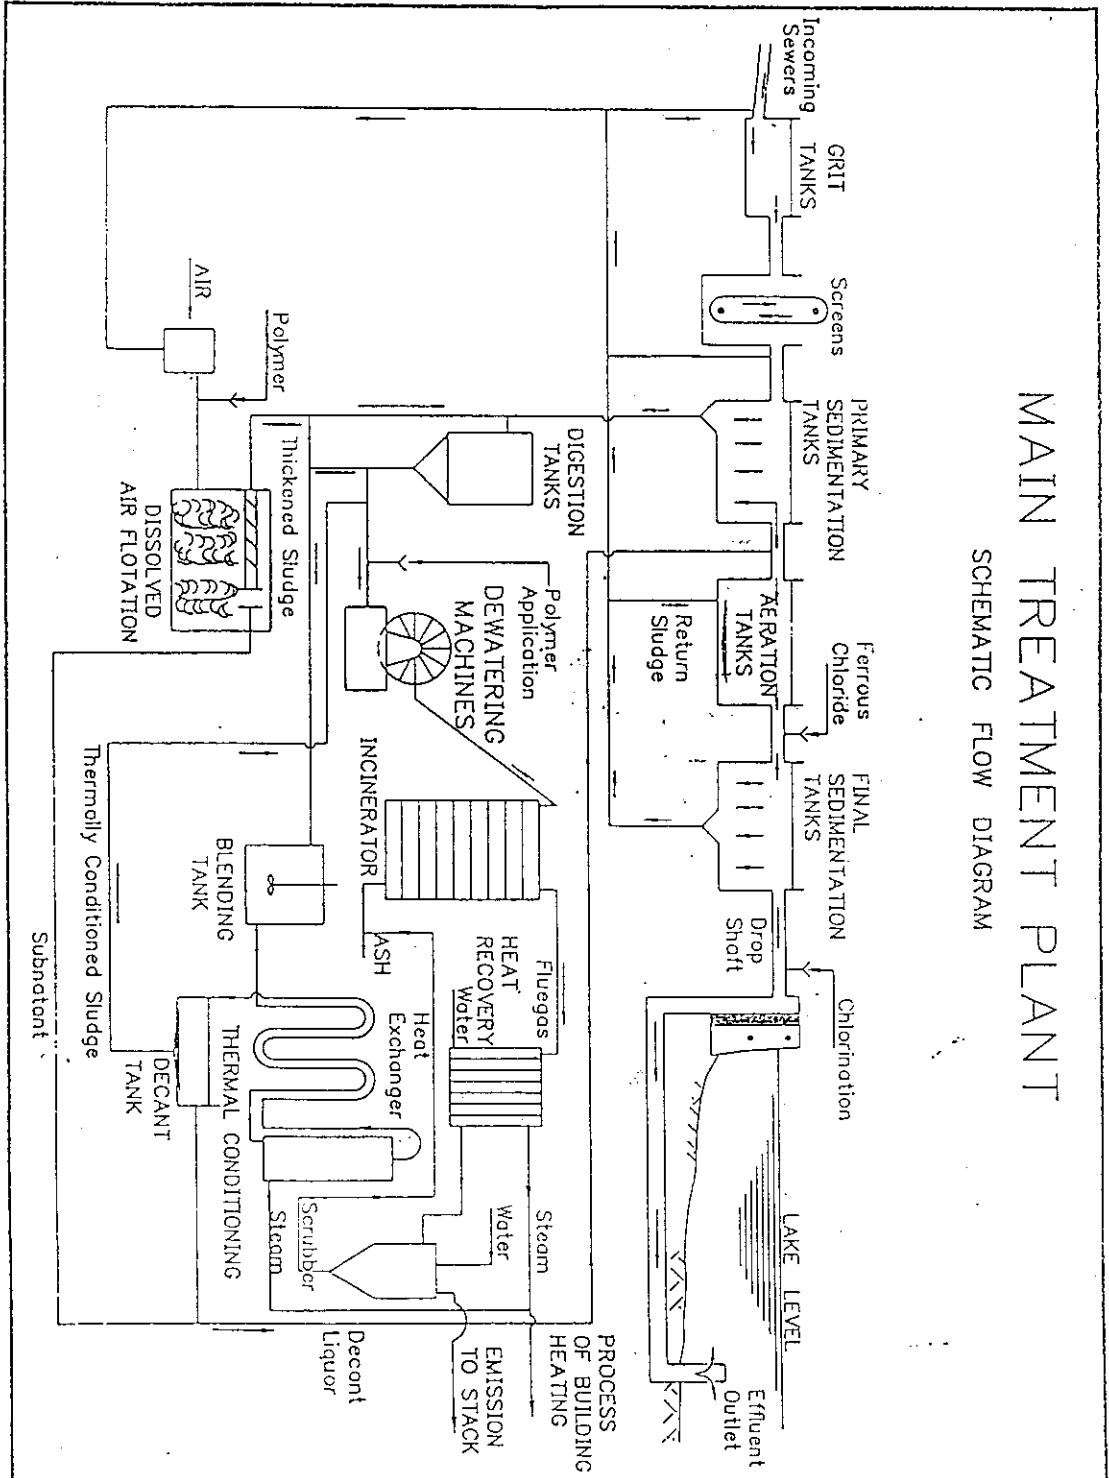 MAIN TREATMENT PLANT
SCHEMATIC FLOW DIAGRAM
Incoming
Sewers
GRIT
TANKS
Screens
PRIMARY
SEDIMENTATION
TANKS
AERATION
TANKS
Return
Sludge
Ferrous
Chloride
FINAL
SEDIMENTATION
TANKS
Drop
Shaft
Chlorination
LAKE LEVEL
Effluent
Outlet
DIGESTION
TANKS
Polymer
Application
DEWATERING
MACHINES
INCINERATOR
ASH
Fluegas
HEAT
RECOVERY
Water
Heat
Exchanger
Steam
Water
PROCESS
OF BUILDING
HEATING
EMISSION
TO STACK
Scrubber
Steam
Decont
Liquor
AIR
Polymer
Thickened Sludge
DISSOLVED
AIR FLOTATION
BLENDING
TANK
THERMAL CONDITIONING
DECANT
TANK
Thermally Conditioned Sludge
Subnatant